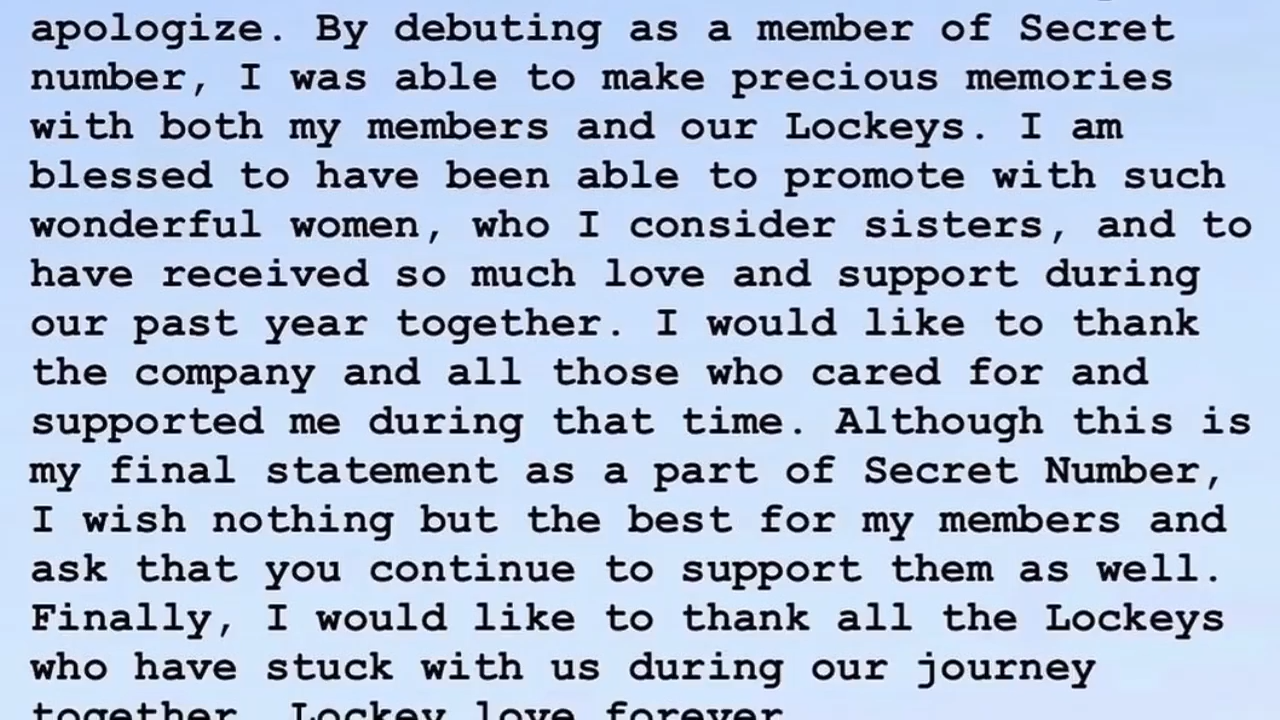 apologize. By debuting as a member of Secret
number, I was able to make precious memories
with both my members and our Lockeys. I am
blessed to have been able to promote with such
wonderful women, who I consider sisters, and to
have received so much love and support during
our past year together. I would like to thank
the company and all those who cared for and
supported me during that time. Although this is
my final statement as a part of Secret Number,
I wish nothing but the best for my members and
ask that you continue to support them as well.
Finally, I would like to thank all the Lockeys
who have stuck with us during our journey
together. Lockey love forever